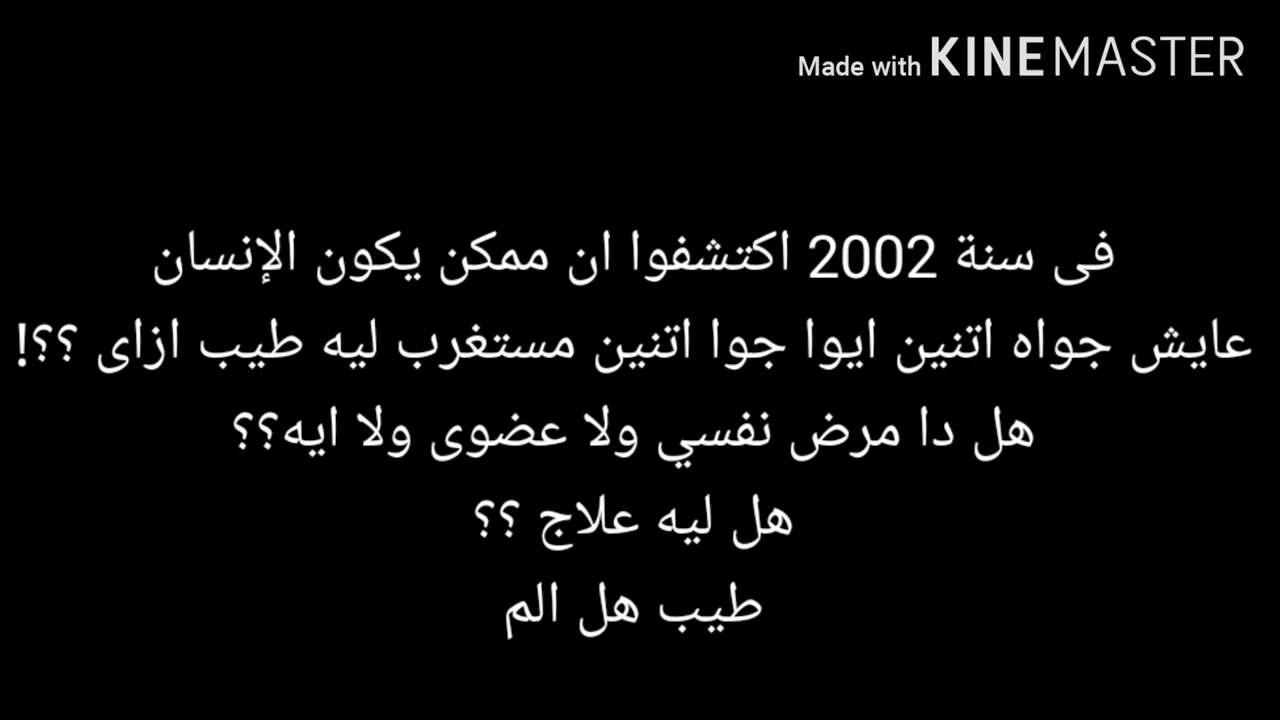 Made with KINEMASTER
فى سنة 2002 اكتشفوا ان ممكن يكون الإنسان
عايش جواه اتنين ايوا جوا اتنين مستغرب ليه طيب ازاى ؟؟!
هل دا مرض نفسي ولا عضوى ولا ايه؟؟
هل ليه علاج ؟؟
طيب هل الم